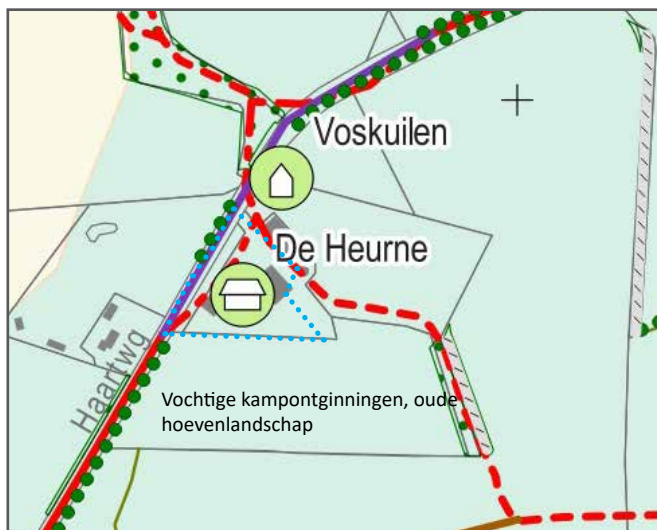 Voskuilen
De Heurne
Haartwg
Vochtige kampontginningen, oude
hoevenlandschap